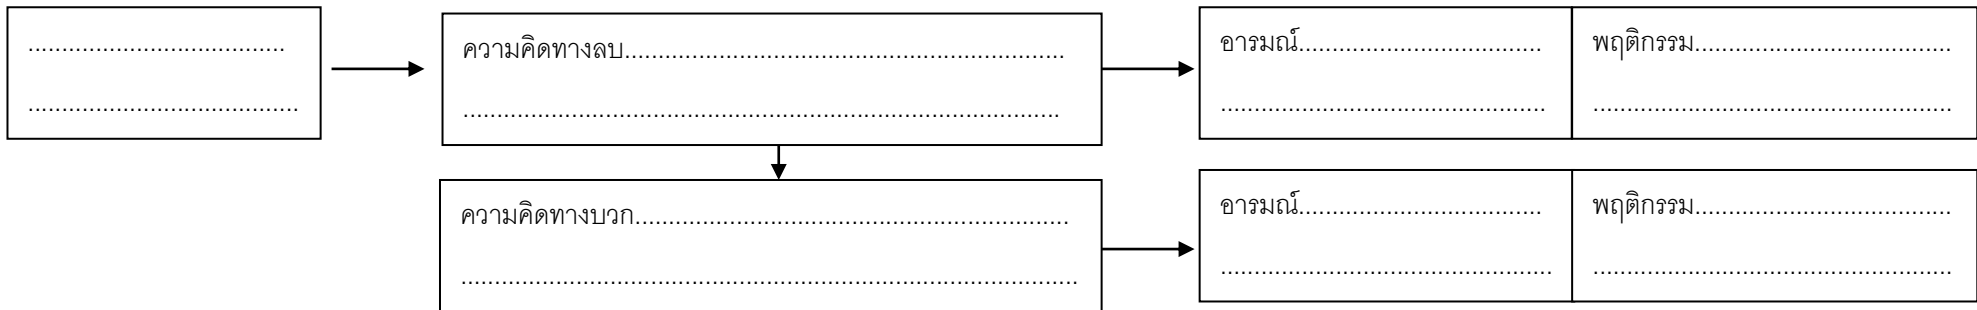 ......................................
........................................
ความคิดทางลบ.................................................................
........................................................................................
อารมณ์....................................
................................................
พฤติกรรม......................................
.....................................................
ความคิดทางบวก................................................................
...........................................................................................
อารมณ์....................................
.................................................
พฤติกรรม......................................
.....................................................